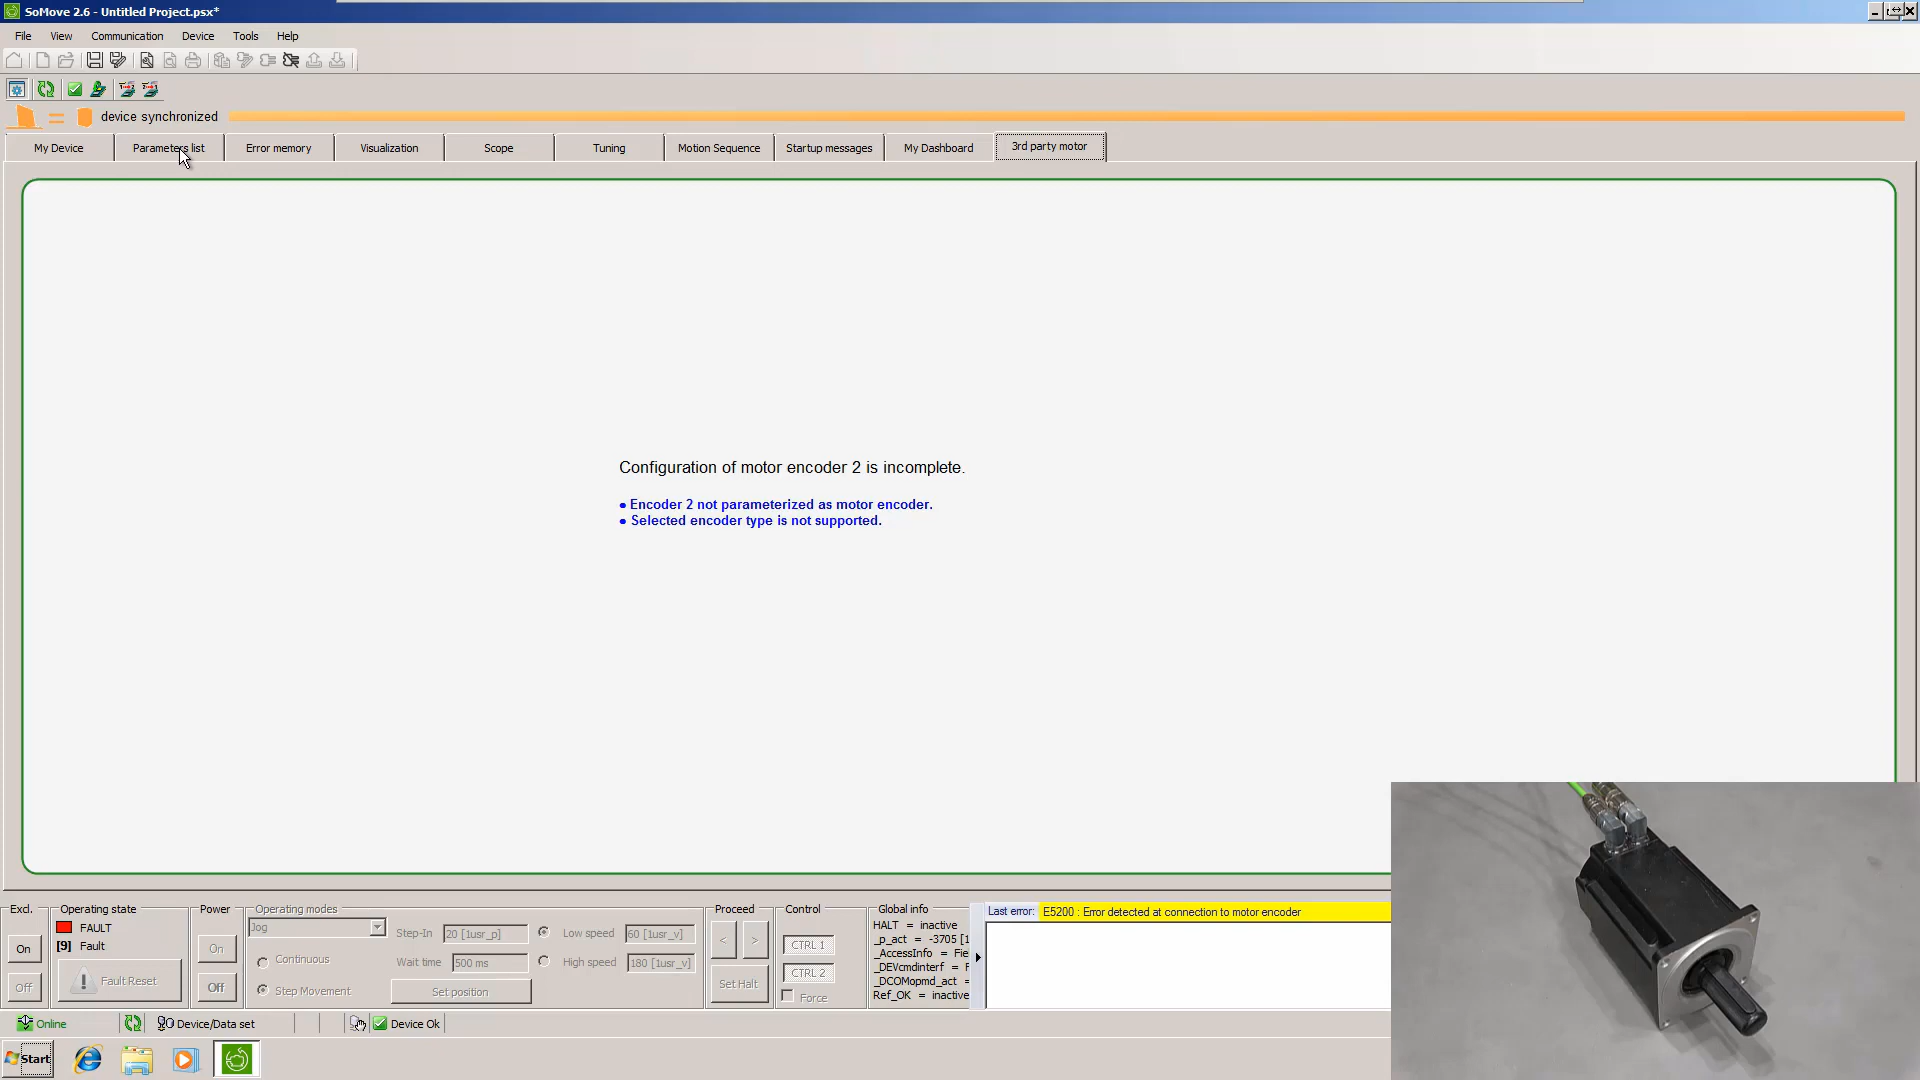 SoMove 2.6 - Untitled Project.psx*
File View Communication Device Tools Help
device synchronized
My Device Parameters list Error memory Visualization Scope Tuning Motion Sequence Startup messages My Dashboard 3rd party motor
Configuration of motor encoder 2 is incomplete.
• Encoder 2 not parameterized as motor encoder.
• Selected encoder type is not supported.
Excl.
On
Off
Operating state
FAULT
[9] Fault
Fault Reset
Power
On
Off
Operating modes
Jog
Continuous
Step Movement
Step-In 20 [1usr_p]
Wait time 500 ms
Set position
Low speed 60 [1usr_v]
High speed 180 [1usr_v]
Proceed
< >
Set Halt
Control
CTRL 1
CTRL 2
Force
Global info
HALT = inactive
_p_act = -3705 [1
_AccessInfo = Fie
_DEVcmdinterf = F
_DCOMopmd_act =
Ref_OK = inactive
Last error: E5200 : Error detected at connection to motor encoder
Online Device/Data set Device Ok
Start